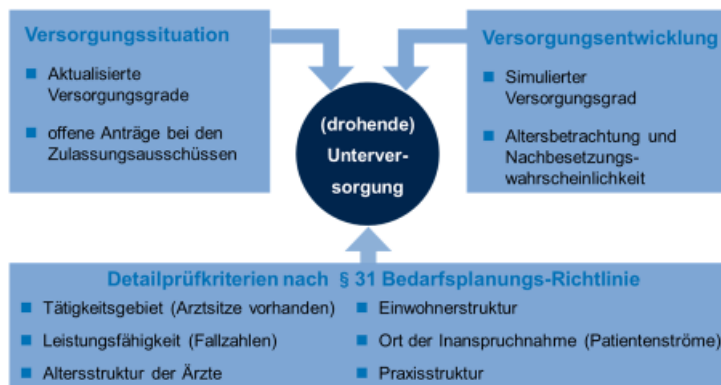 Versorgungssituation
■ Aktualisierte
Versorgungsgrade
■ offene Anträge bei den
Zulassungsausschüssen
(drohende)
Unterver-
sorgung
Versorgungsentwicklung
■ Simulierter
Versorgungsgrad
■ Altersbetrachtung und
Nachbesetzungs-
wahrscheinlichkeit
Detailprüfkriterien nach § 31 Bedarfsplanungs-Richtlinie
■ Tätigkeitsgebiet (Arztsitze vorhanden)
■ Leistungsfähigkeit (Fallzahlen)
■ Altersstruktur der Ärzte
■ Einwohnerstruktur
■ Ort der Inanspruchnahme (Patientenströme)
■ Praxisstruktur